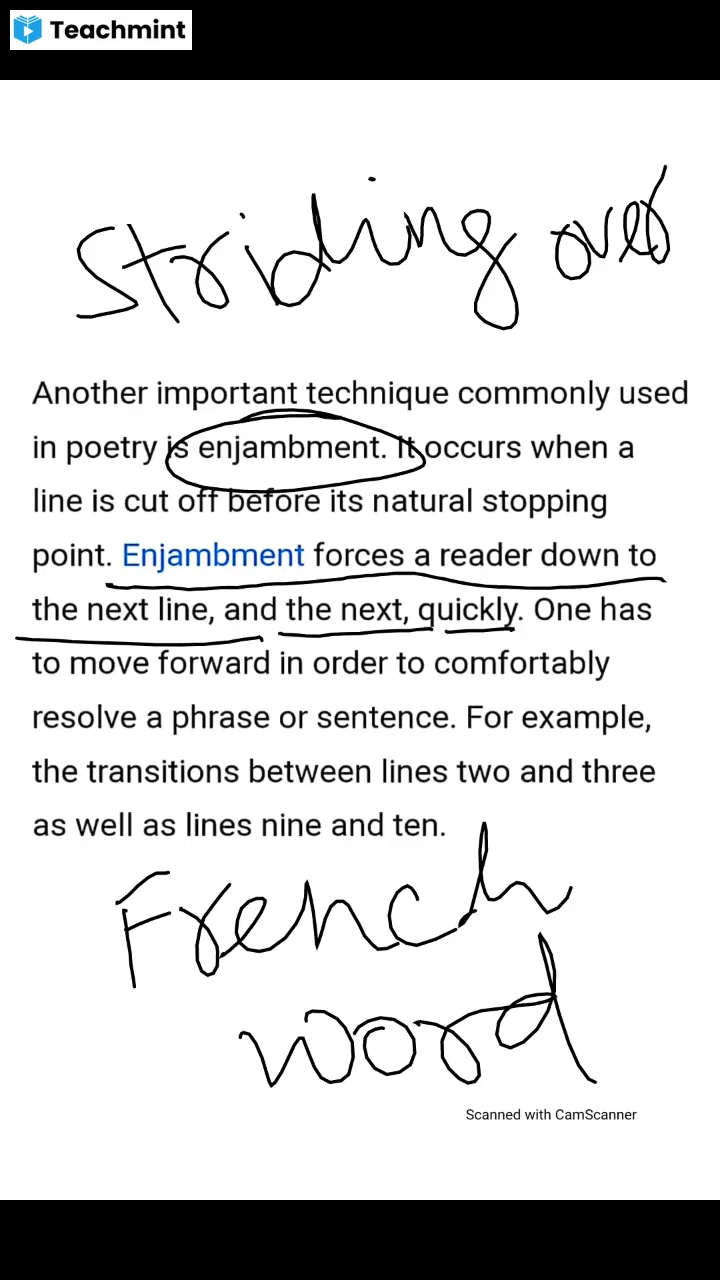 Teachmint
Striding over
Another important technique commonly used
in poetry is enjambment. It occurs when a
line is cut off before its natural stopping
point. Enjambment forces a reader down to
the next line, and the next, quickly. One has
to move forward in order to comfortably
resolve a phrase or sentence. For example,
the transitions between lines two and three
as well as lines nine and ten.
French
word
Scanned with CamScanner